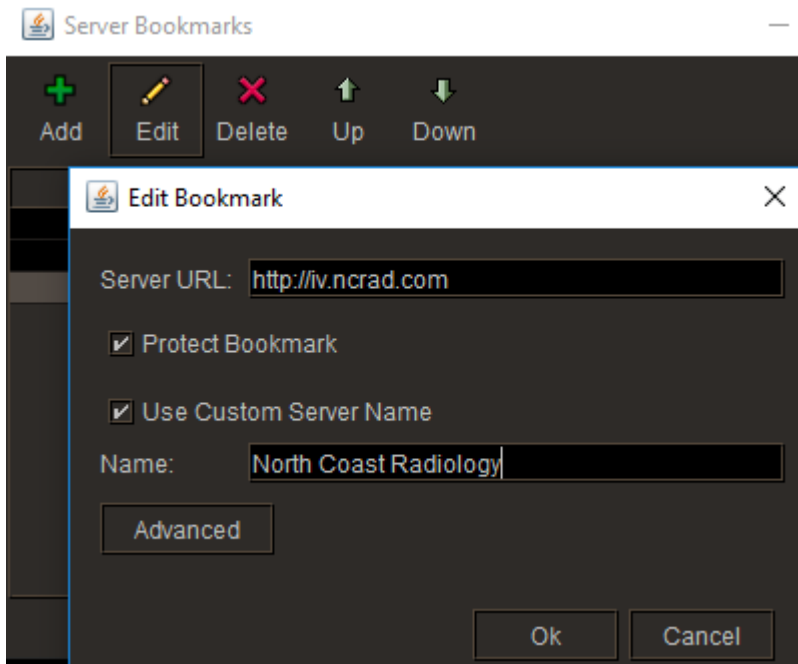 Server Bookmarks
Add Edit Delete Up Down
Edit Bookmark
Server URL: http://iv.ncrad.com
Protect Bookmark
Use Custom Server Name
Name: North Coast Radiology
Advanced
Ok Cancel